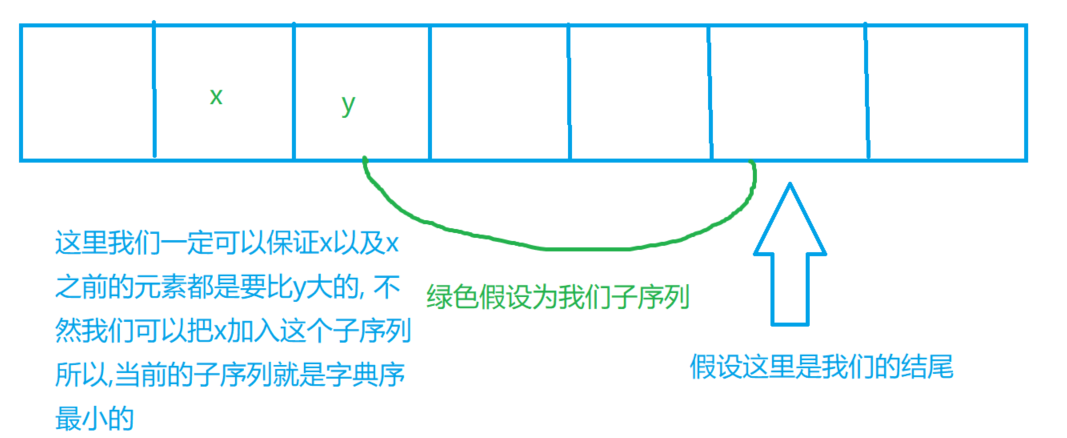 x
y
这里我们一定可以保证x以及x
之前的元素都是要比y大的, 不
然我们可以把x加入这个子序列
所以,当前的子序列就是字典序
最小的
绿色假设为我们子序列
假设这里是我们的结尾